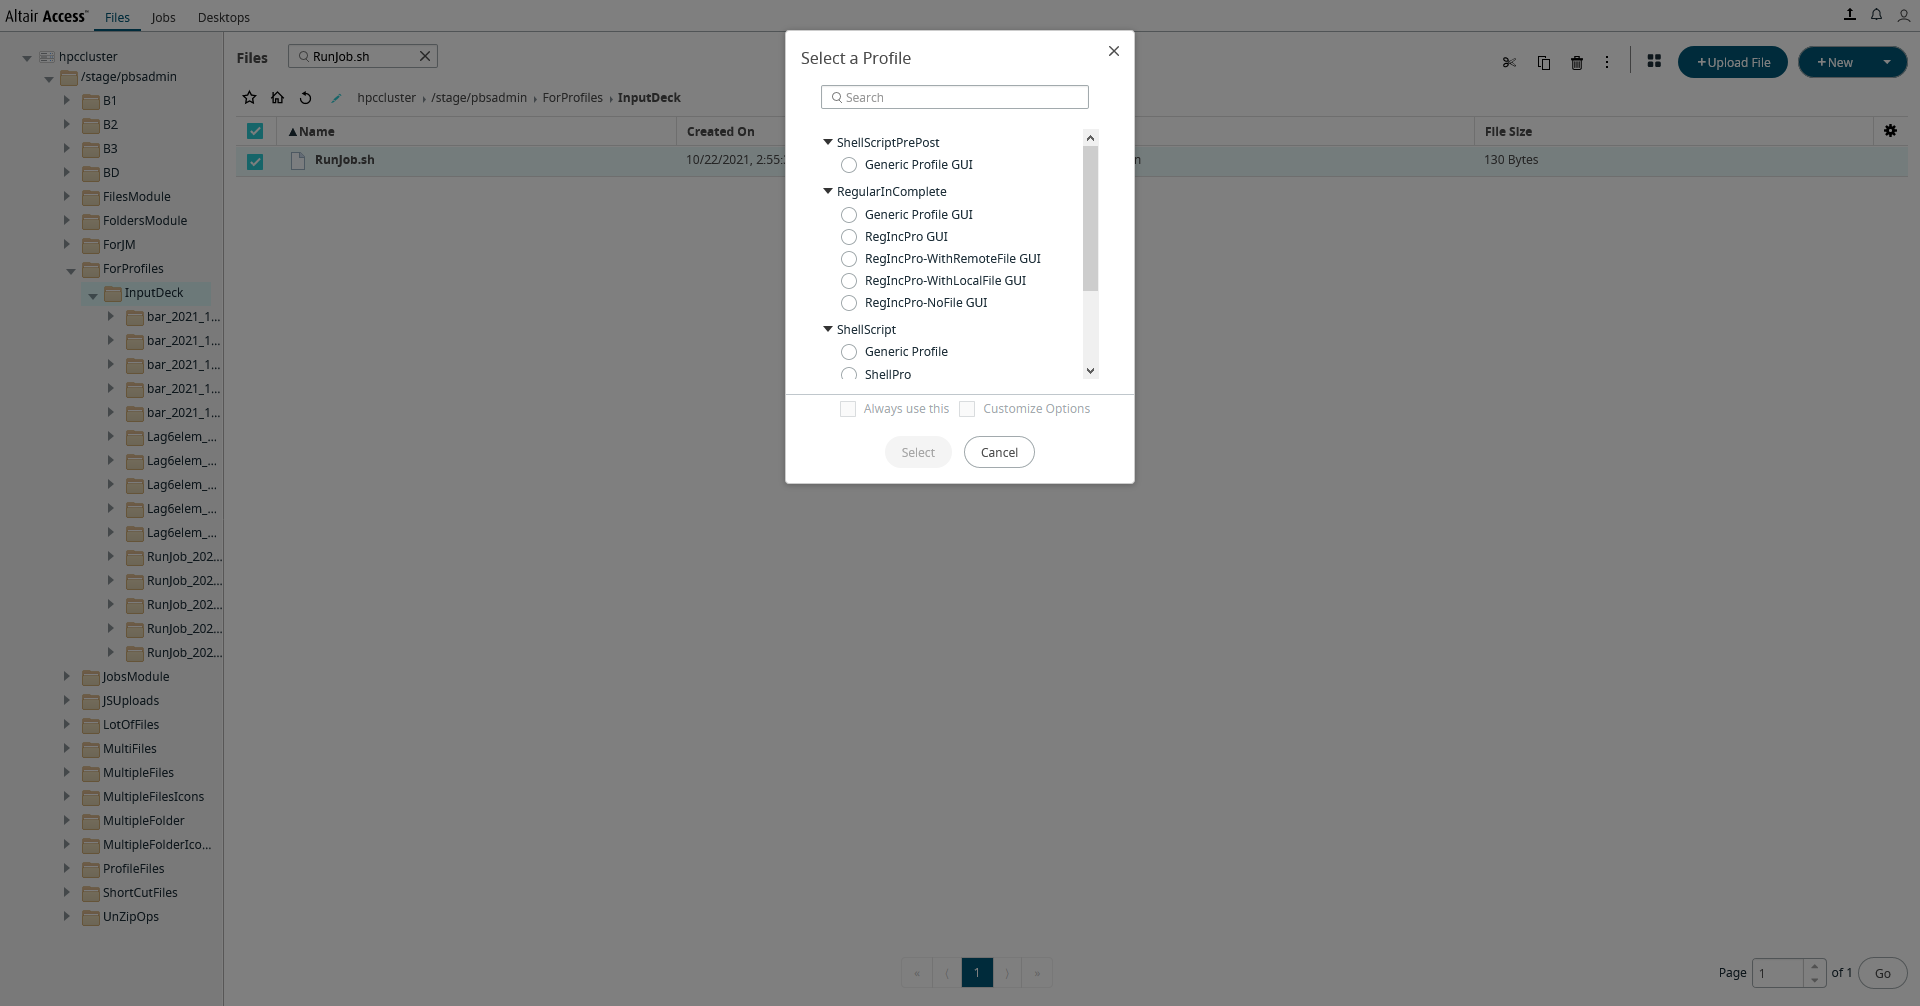 Altair Access™ Files Jobs Desktops
hpccluster
/stage/pbsadmin
B1
B2
B3
BD
FilesModule
FoldersModule
ForJM
ForProfiles
InputDeck
bar_2021_1...
bar_2021_1...
bar_2021_1...
bar_2021_1...
bar_2021_1...
Lag6elem_...
Lag6elem_...
Lag6elem_...
Lag6elem_...
Lag6elem_...
RunJob_202...
RunJob_202...
RunJob_202...
RunJob_202...
RunJob_202...
JobsModule
JSUploads
LotOfFiles
MultiFiles
MultipleFiles
MultipleFilesIcons
MultipleFolder
MultipleFolderIco...
ProfileFiles
ShortCutFiles
UnZipOps
Files RunJob.sh
+Upload File +New
hpccluster › /stage/pbsadmin › ForProfiles › InputDeck
▲Name Created On File Size
RunJob.sh 10/22/2021, 2:55: n 130 Bytes
Select a Profile
Search
ShellScriptPrePost
Generic Profile GUI
RegularInComplete
Generic Profile GUI
RegIncPro GUI
RegIncPro-WithRemoteFile GUI
RegIncPro-WithLocalFile GUI
RegIncPro-NoFile GUI
ShellScript
Generic Profile
ShellPro
Always use this Customize Options
Select Cancel
« ⟨ 1 ⟩ » Page 1 of 1 Go